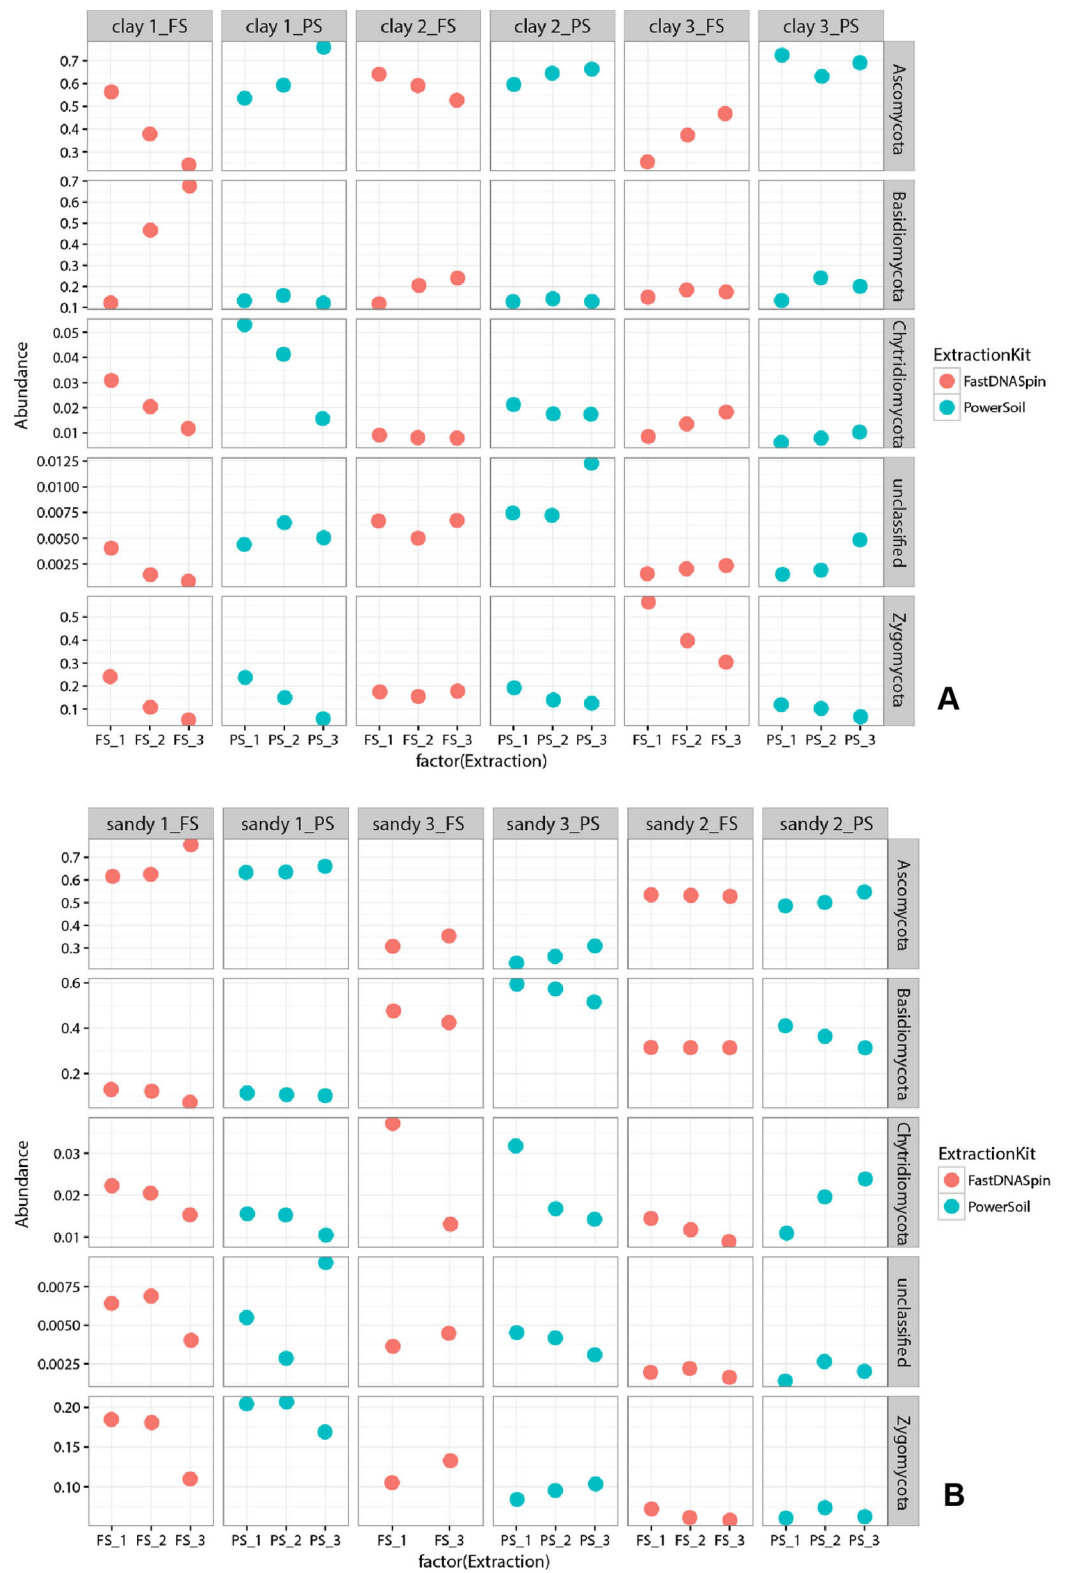 clay 1_FS clay 1_PS clay 2_FS clay 2_PS clay 3_FS clay 3_PS
0.7
0.6
0.5
0.4
0.3
Ascomycota
0.7
0.6
0.5
0.4
0.3
0.2
0.1
Basidiomycota
0.05
0.04
0.03
0.02
0.01
Chytridiomycota
0.0125
0.0100
0.0075
0.0050
0.0025
unclassified
0.5
0.4
0.3
0.2
0.1
Zygomycota
Abundance
FS_1 FS_2 FS_3 PS_1 PS_2 PS_3 FS_1 FS_2 FS_3 PS_1 PS_2 PS_3 FS_1 FS_2 FS_3 PS_1 PS_2 PS_3
factor(Extraction)
ExtractionKit
FastDNASpin
PowerSoil
A
sandy 1_FS sandy 1_PS sandy 3_FS sandy 3_PS sandy 2_FS sandy 2_PS
0.7
0.6
0.5
0.4
0.3
Ascomycota
0.6
0.4
0.2
Basidiomycota
0.03
0.02
0.01
Chytridiomycota
0.0075
0.0050
0.0025
unclassified
0.20
0.15
0.10
Zygomycota
Abundance
FS_1 FS_2 FS_3 PS_1 PS_2 PS_3 FS_1 FS_3 PS_1 PS_2 PS_3 FS_1 FS_2 FS_3 PS_1 PS_2 PS_3
factor(Extraction)
ExtractionKit
FastDNASpin
PowerSoil
B